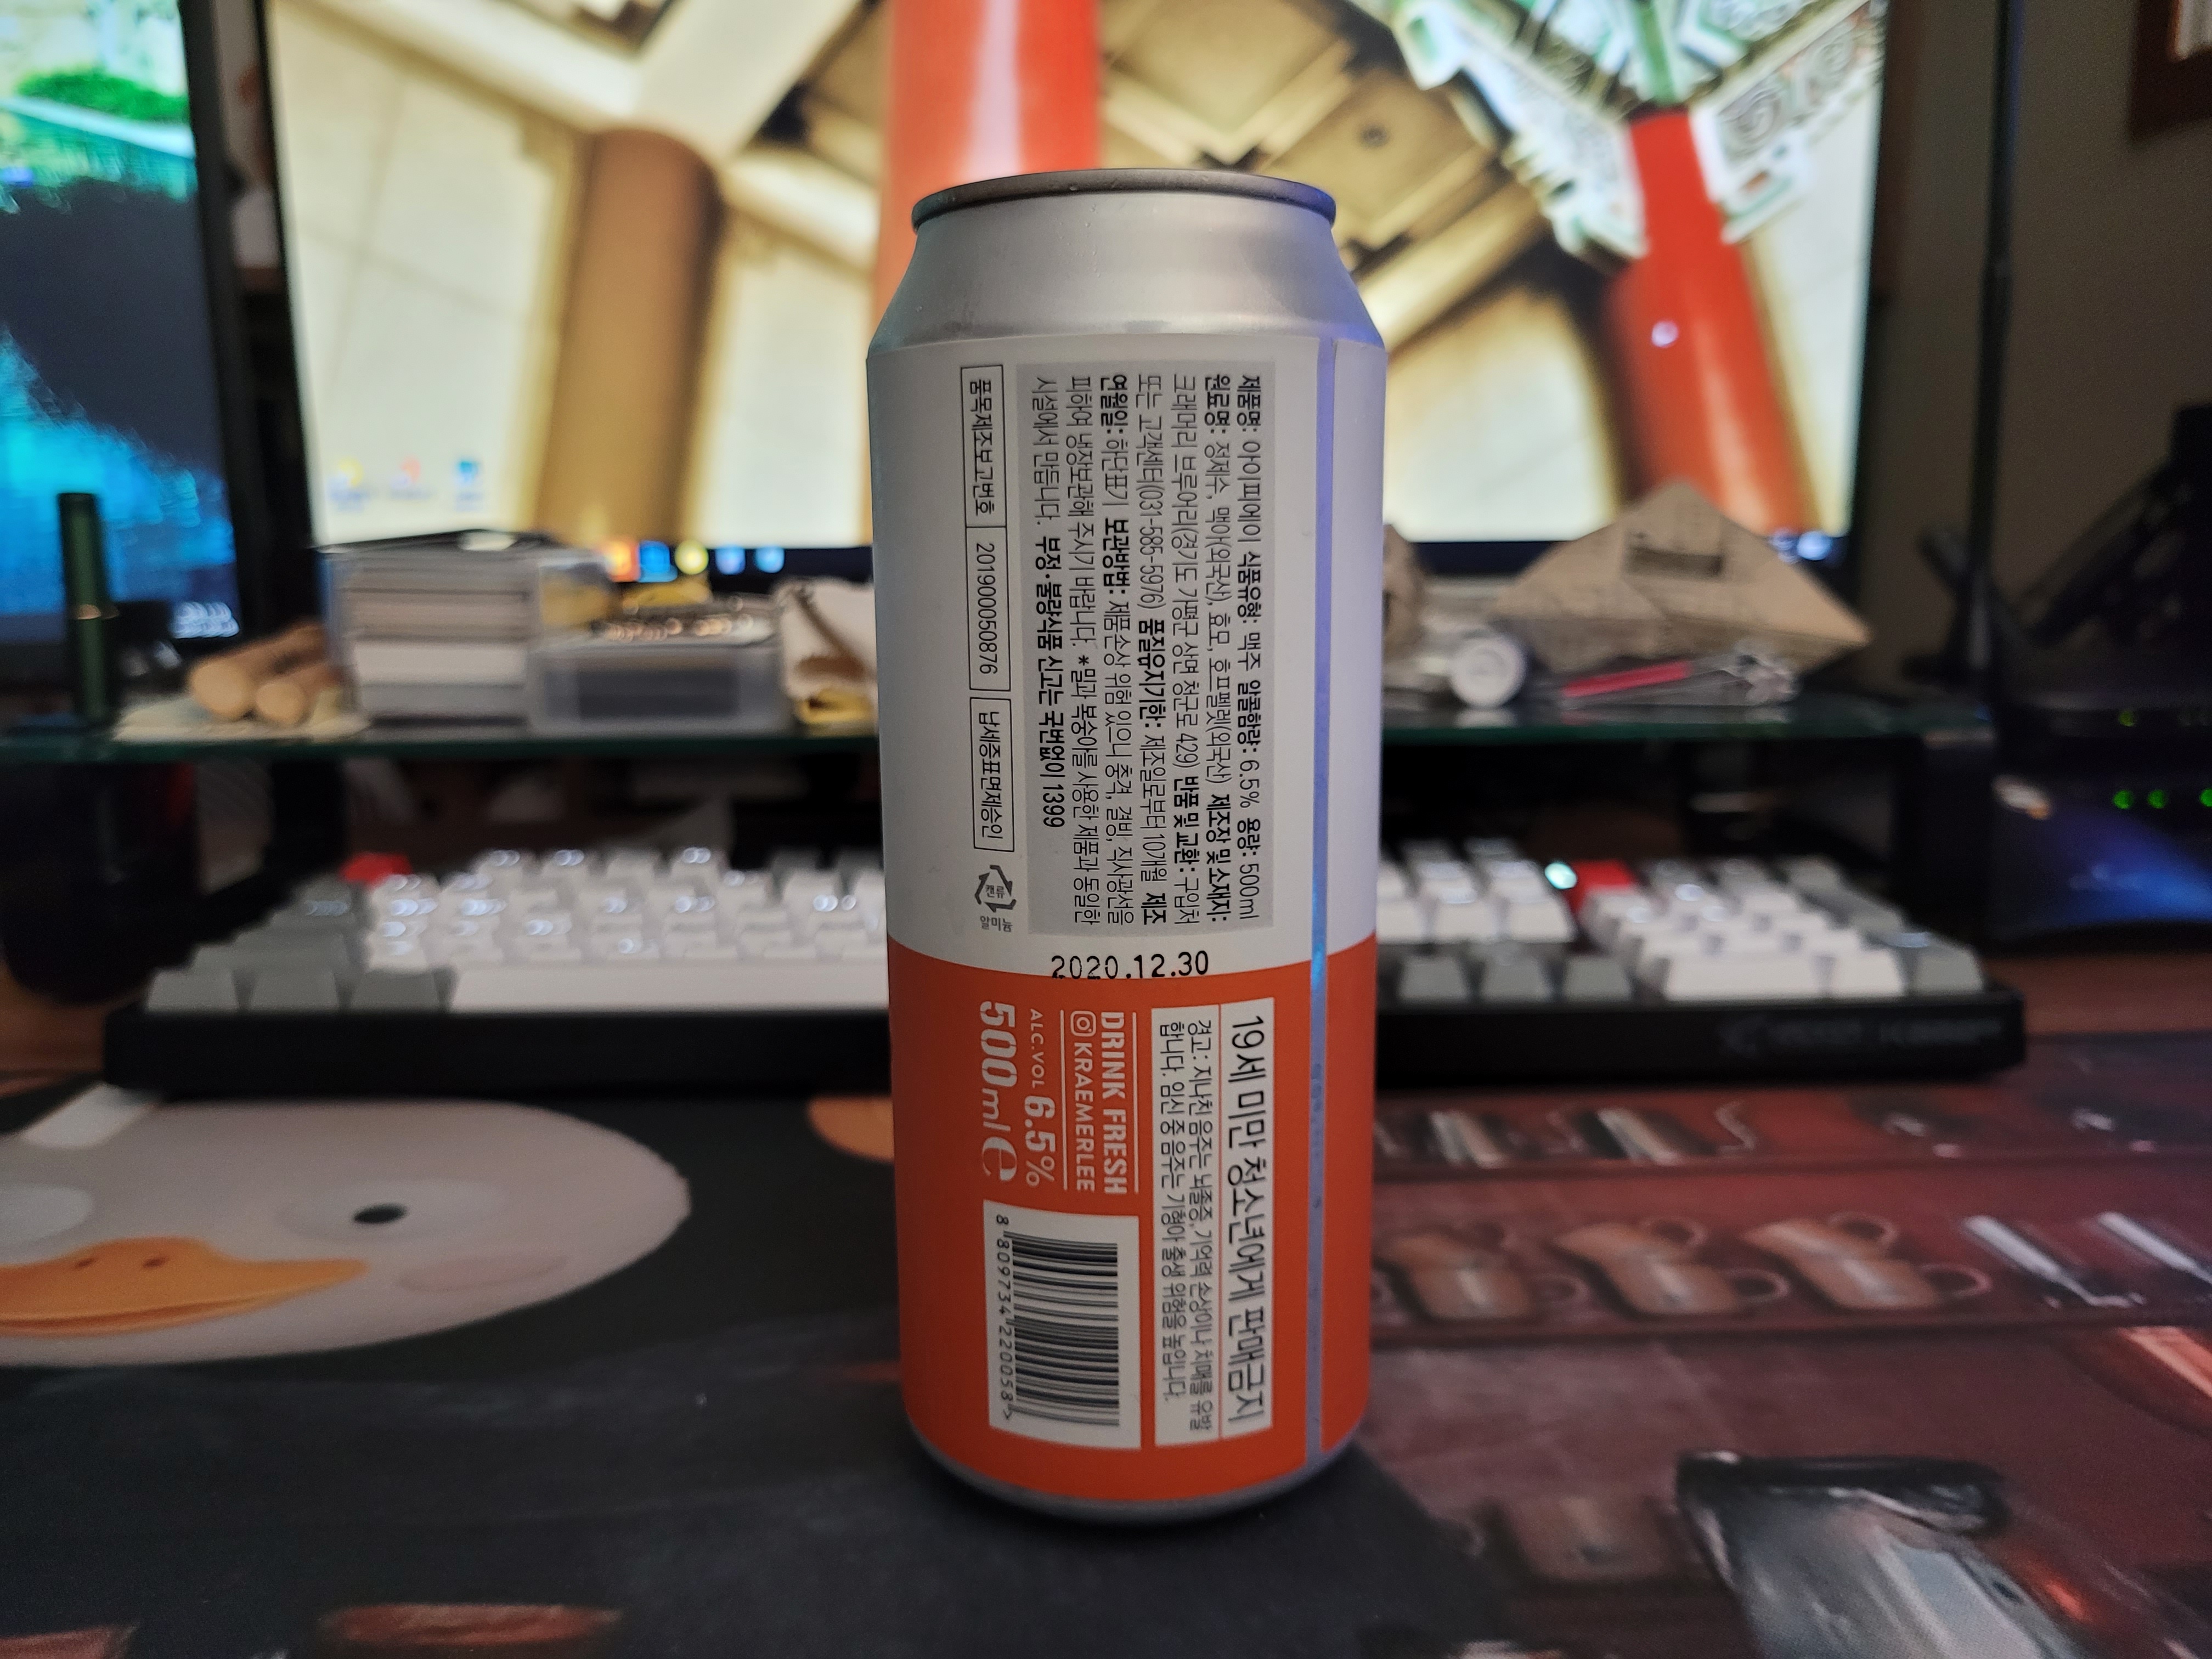 제품명: 아이피에이 식품유형: 맥주 알콜함량: 6.5% 용량: 500ml
원료명: 정제수, 맥아(외국산), 효모, 호프펠렛(외국산) 제조장 및 소재지:
크래머리 브루어리(경기도 가평군 상면 청군로 429) 반품 및 교환: 구입처
또는 고객센터(031-585-5976) 품질유지기한: 제조일로부터 10개월 제조
연월일: 하단표기 보관방법: 제품손상 위험 있으니 충격, 결빙, 직사광선을
피하여 냉장보관해 주시기 바랍니다. *밀과 복숭아를 사용한 제품과 동일한
시설에서 만듭니다. 부정·불량식품 신고는 국번없이 1399
품목제조보고번호 201900050876 납세증표면제승인
캔류
알미늄
2020.12.30
19세 미만 청소년에게 판매금지
경고: 지나친 음주는 뇌졸중, 기억력 손상이나 치매를 유발
합니다. 임신 중 음주는 기형아 출생 위험을 높입니다.
DRINK FRESH
KRAEMERLEE
ALC.VOL 6.5%
500ml e
8 809734 220058 >